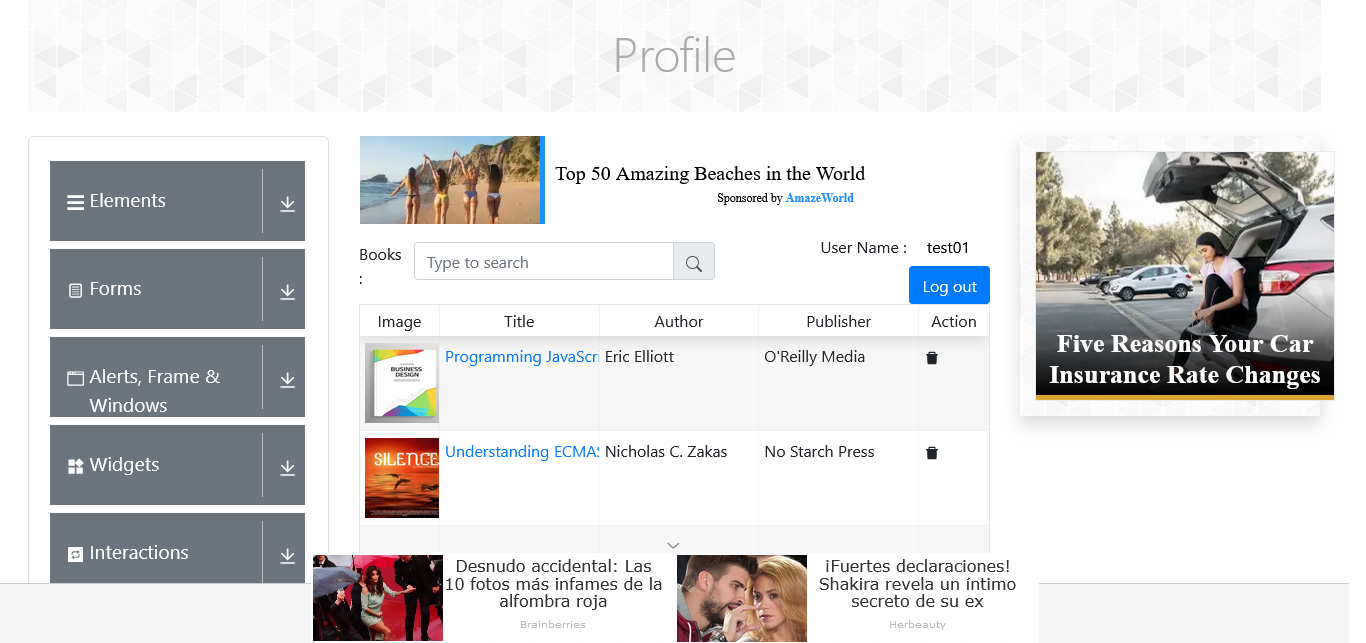 Profile
Elements
Forms
Alerts, Frame &
Windows
Widgets
Interactions
Top 50 Amazing Beaches in the World
Sponsored by AmazeWorld
Books
:
Type to search
User Name : test01
Log out
Image Title Author Publisher Action
BUSINESS
DESIGN
Programming JavaScri Eric Elliott O'Reilly Media
SILENCE
Understanding ECMAS Nicholas C. Zakas No Starch Press
Five Reasons Your Car
Insurance Rate Changes
Desnudo accidental: Las
10 fotos más infames de la
alfombra roja
Brainberries
¡Fuertes declaraciones!
Shakira revela un íntimo
secreto de su ex
Herbeauty